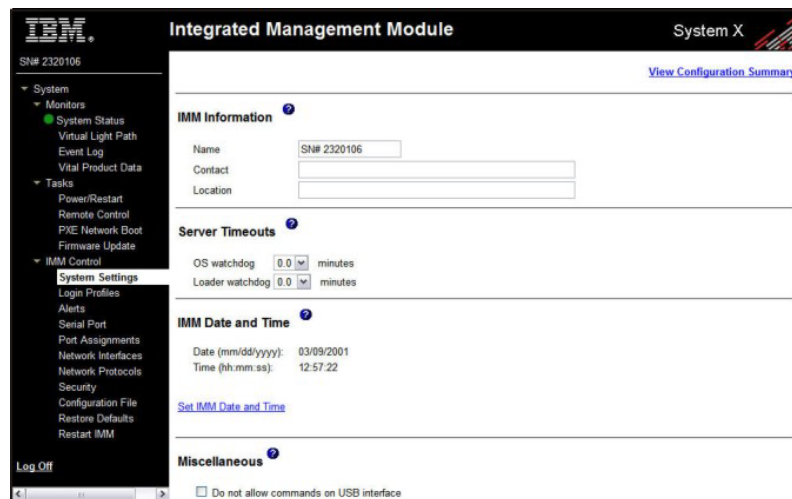 IBM.
Integrated Management Module
System X
SN# 2320106
View Configuration Summary
System
Monitors
System Status
Virtual Light Path
Event Log
Vital Product Data
Tasks
Power/Restart
Remote Control
PXE Network Boot
Firmware Update
IMM Control
System Settings
Login Profiles
Alerts
Serial Port
Port Assignments
Network Interfaces
Network Protocols
Security
Configuration File
Restore Defaults
Restart IMM
Log Off
IMM Information ?
Name SN# 2320106
Contact
Location
Server Timeouts ?
OS watchdog 0.0 minutes
Loader watchdog 0.0 minutes
IMM Date and Time ?
Date (mm/dd/yyyy): 03/09/2001
Time (hh:mm:ss): 12:57:22
Set IMM Date and Time
Miscellaneous ?
Do not allow commands on USB interface